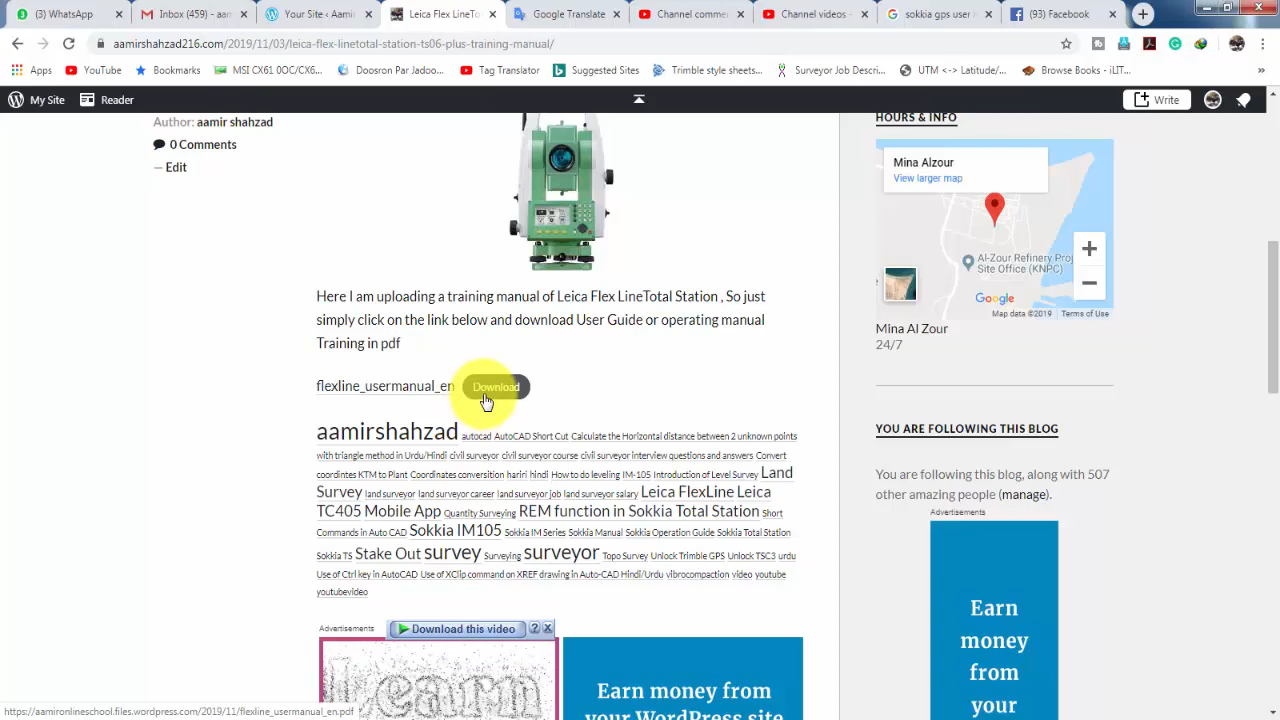 (3) WhatsApp
Inbox (459) - aam
Your Site ‹ Aamir
Leica Flex LineTo
Google Translate
Channel comme
Channel videos -
sokkia gps user m
(93) Facebook
aamirshahzad216.com/2019/11/03/leica-flex-linetotal-station-ts06-plus-training-manual/
Apps
YouTube
Bookmarks
MSI CX61 0OC/CX6...
Doosron Par Jadoo...
Tag Translator
Suggested Sites
Trimble style sheets...
Surveyor Job Descri...
UTM <-> Latitude/...
Browse Books - iLIT...
»
My Site
Reader
Write
Author: aamir shahzad
0 Comments
— Edit
Here I am uploading a training manual of Leica Flex LineTotal Station , So just
simply click on the link below and download User Guide or operating manual
Training in pdf
flexline_usermanual_en Download
aamirshahzad autocad AutoCAD Short Cut Calculate the Horizontal distance between 2 unknown points
with triangle method in Urdu/Hindi civil surveyor civil surveyor course civil surveyor interview questions and answers Convert
coordintes KTM to Plant Coordinates conversition hariri hindi How to do leveling IM-105 Introduction of Level Survey Land
Survey land surveyor land surveyor career land surveyor job land surveyor salary Leica FlexLine Leica
TC405 Mobile App Quantity Surveying REM function in Sokkia Total Station Short
Commands in Auto CAD Sokkia IM105 Sokkia IM Series Sokkia Manual Sokkia Operation Guide Sokkia Total Station
Sokkia TS Stake Out survey Surveying surveyor Topo Survey Unlock Trimble GPS Unlock TSC3 urdu
Use of Ctrl key in AutoCAD Use of XClip command on XREF drawing in Auto-CAD Hindi/Urdu vibrocompaction video youtube
youtubevideo
Advertisements
Download this video
? X
learn
Earn money from
your WordPress site
HOURS & INFO
Mina Alzour
View larger map
Al-Zour Refinery Proj
Site Office (KNPC)
+
−
Google
Map data ©2019 Terms of Use
Mina Al Zour
24/7
YOU ARE FOLLOWING THIS BLOG
You are following this blog, along with 507
other amazing people (manage).
Advertisements
Earn
money
from
your
https://aamironlineschool.files.wordpress.com/2019/11/flexline_usermanual_en.pdf